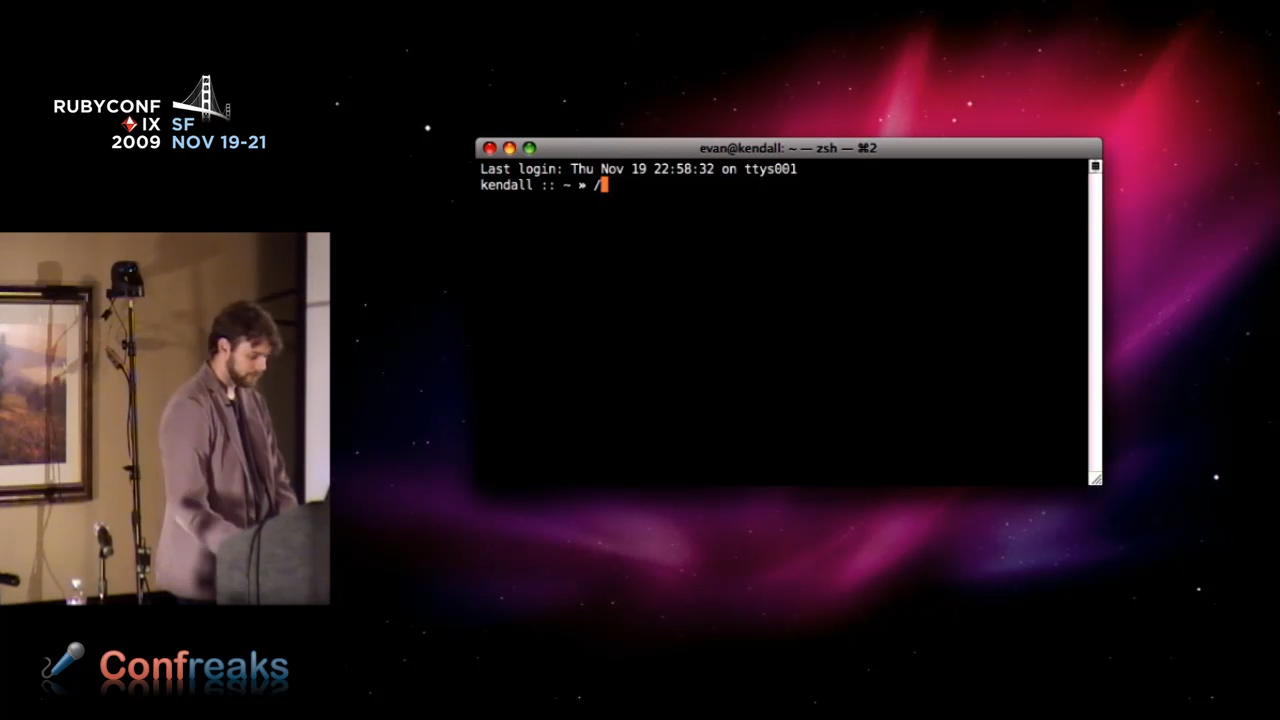 RUBYCONF
IX SF
2009 NOV 19-21
evan@kendall: ~ — zsh — ⌘2
Last login: Thu Nov 19 22:58:32 on ttys001
kendall :: ~ » /
Confreaks